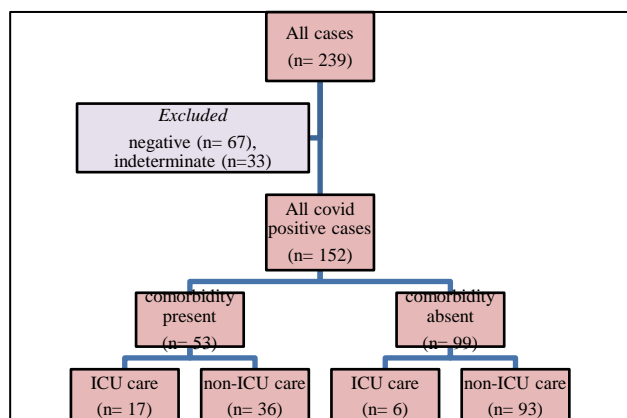 All cases
(n= 239)
Excluded
negative (n= 67),
indeterminate (n=33)
All covid
positive cases
(n= 152)
comorbidity
present
(n= 53)
comorbidity
absent
(n= 99)
ICU care
(n= 17)
non-ICU care
(n= 36)
ICU care
(n= 6)
non-ICU care
(n= 93)